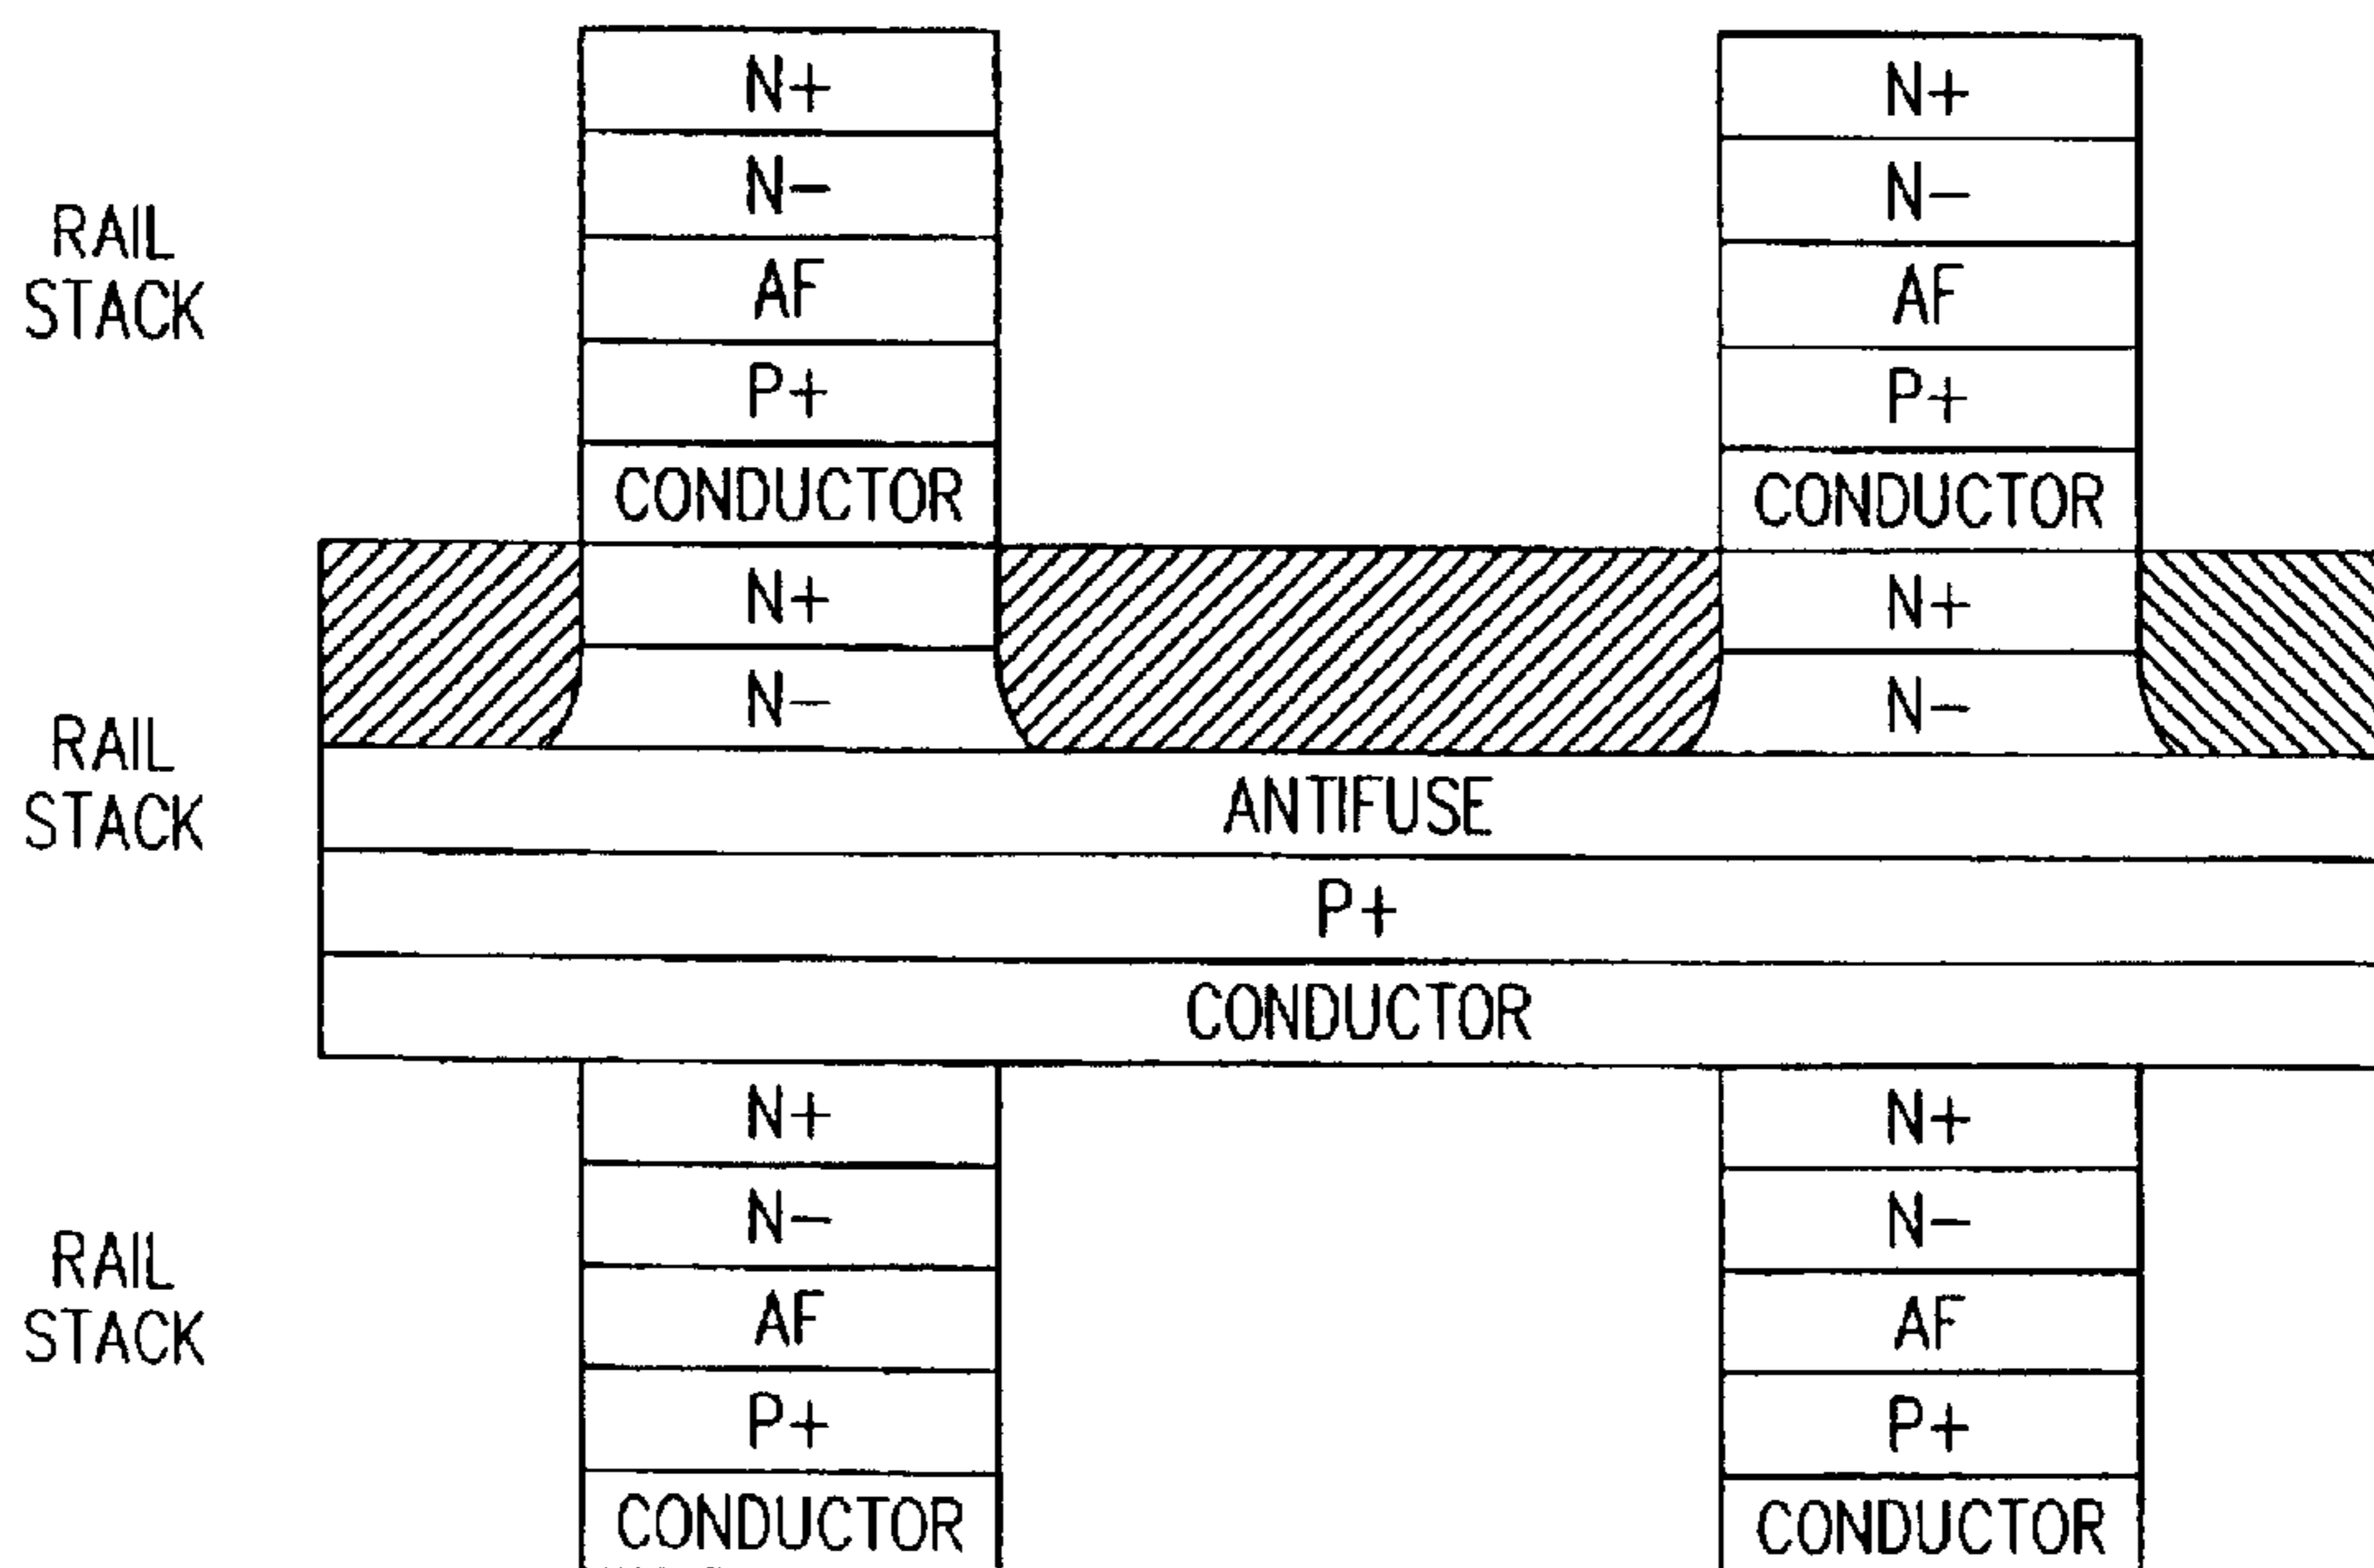 N+ N+
N- N-
RAIL
STACK
AF AF
P+ P+
CONDUCTOR CONDUCTOR
N+ N+
N- N-
RAIL
STACK
ANTIFUSE
P+
CONDUCTOR
N+ N+
N- N-
RAIL
STACK
AF AF
P+ P+
CONDUCTOR CONDUCTOR